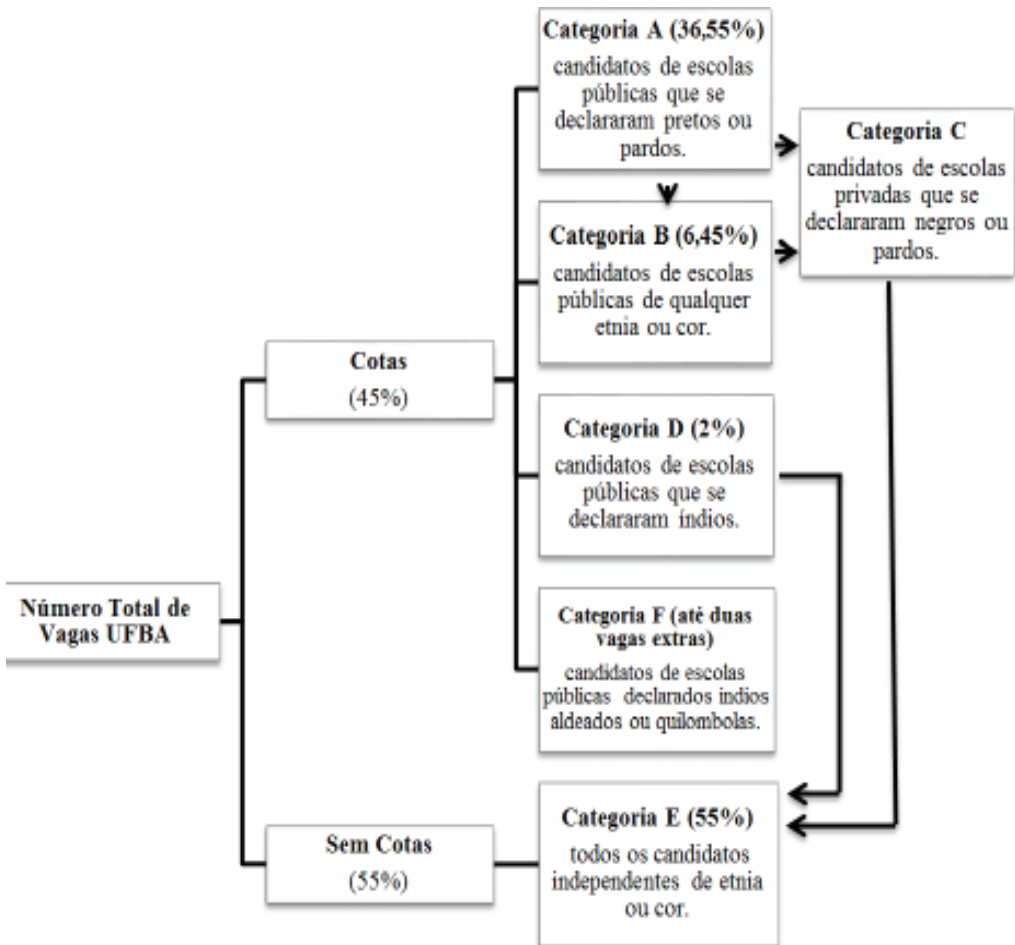 Número Total de
Vagas UFBA
Cotas
(45%)
Sem Cotas
(55%)
Categoria A (36,55%)
candidatos de escolas
públicas que se
declararam pretos ou
pardos.
Categoria B (6,45%)
candidatos de escolas
públicas de qualquer
etnia ou cor.
Categoria C
candidatos de escolas
privadas que se
declararam negros ou
pardos.
Categoria D (2%)
candidatos de escolas
públicas que se
declararam índios.
Categoria F (até duas
vagas extras)
candidatos de escolas
públicas declarados índios
aldeados ou quilombolas.
Categoria E (55%)
todos os candidatos
independentes de etnia
ou cor.